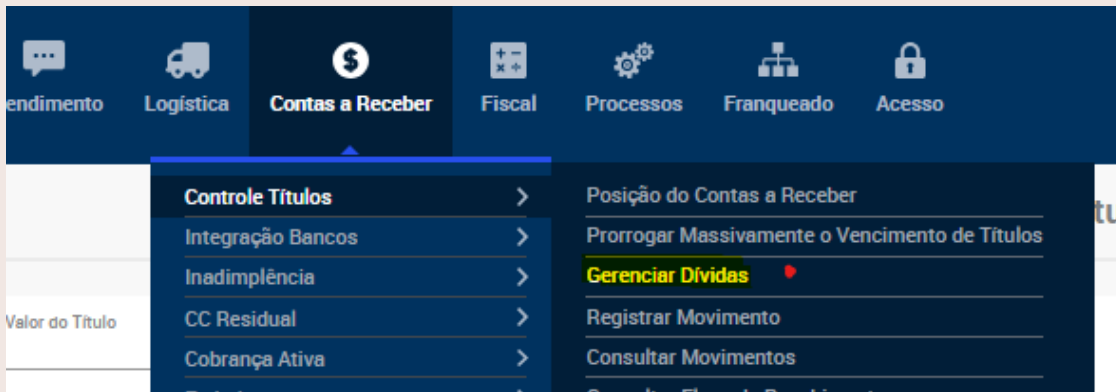 endimento
Logística
Contas a Receber
Fiscal
Processos
Franqueado
Acesso
Controle Títulos
Posição do Contas a Receber
Integração Bancos
Prorrogar Massivamente o Vencimento de Títulos
Inadimplência
Gerenciar Dívidas
Valor do Título
CC Residual
Registrar Movimento
Cobrança Ativa
Consultar Movimentos